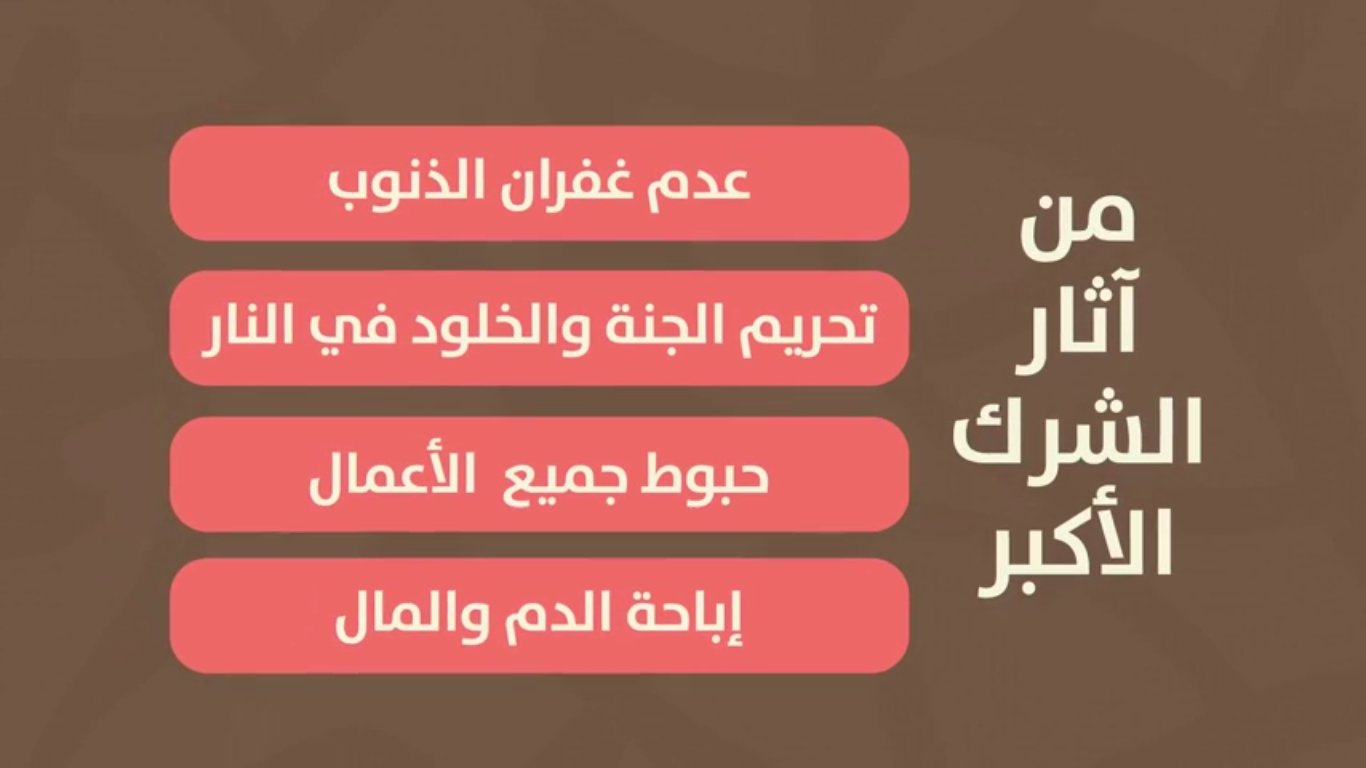 من
آثار
الشرك
الأكبر
عدم غفران الذنوب
تحريم الجنة والخلود في النار
حبوط جميع الأعمال
إباحة الدم والمال